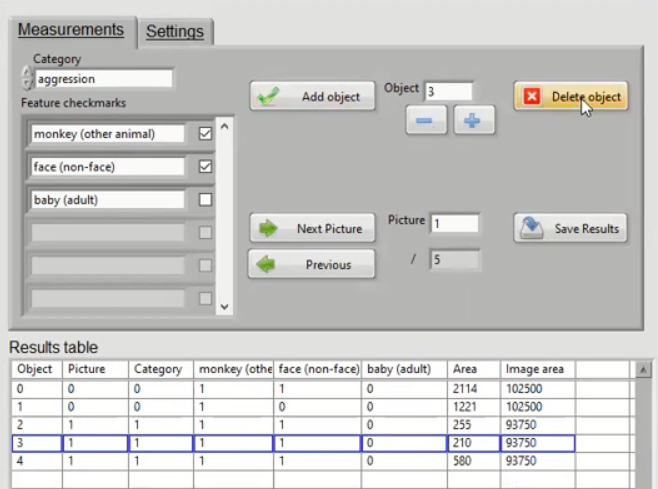 Measurements Settings
Category
aggression
Feature checkmarks
monkey (other animal)
face (non-face)
baby (adult)
Add object
Object 3
Delete object
Next Picture
Picture 1
Save Results
Previous
/ 5
Results table
Object Picture Category monkey (othe face (non-face) baby (adult) Area Image area
0 0 0 1 1 0 2114 102500
1 0 0 1 0 0 1221 102500
2 1 1 1 1 0 255 93750
3 1 1 1 1 0 210 93750
4 1 1 1 1 0 580 93750